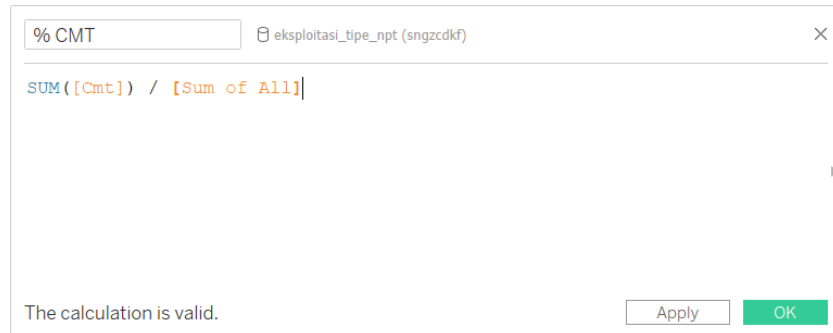 % CMT
eksploitasi_tipe_npt (sngzcdkf)
SUM([Cmt]) / [Sum of All]
The calculation is valid.
Apply
OK